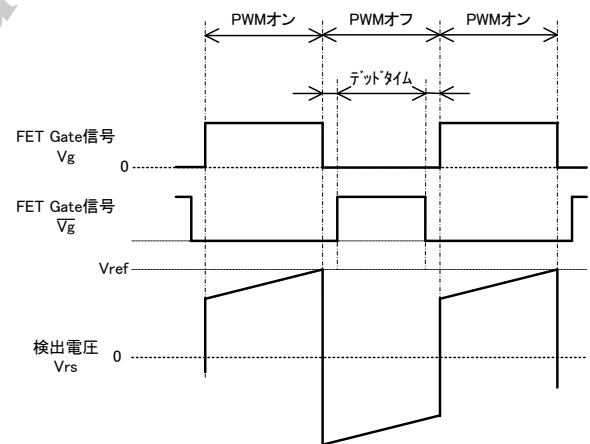 PWMオン
PWMオフ
PWMオン
ﾃﾞｯﾄﾞﾀｲﾑ
FET Gate信号
Vg
0
FET Gate信号
V̅g̅
Vref
検出電圧
Vrs
0